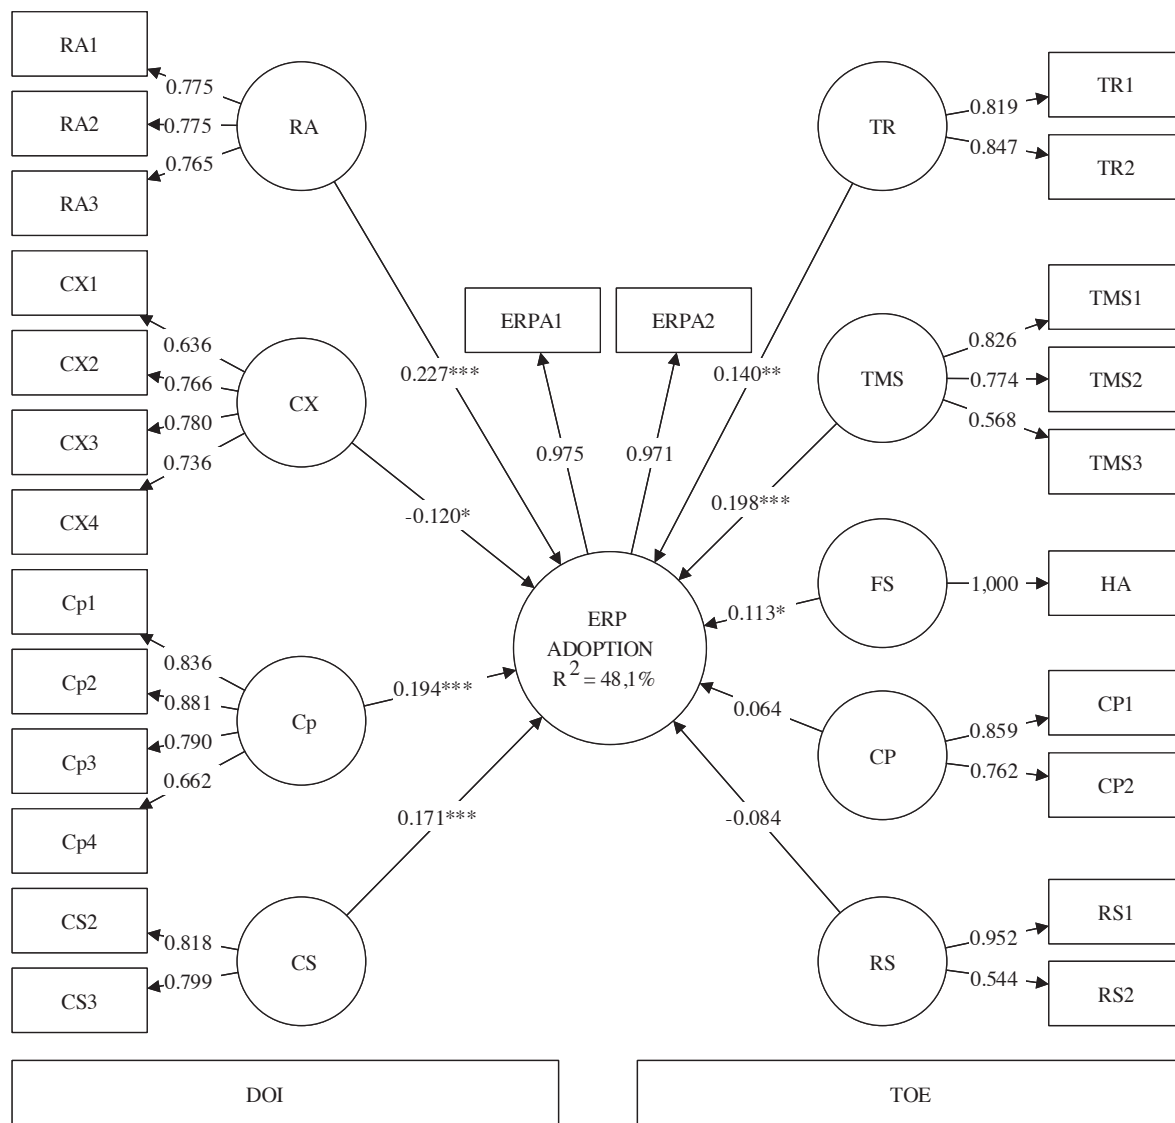 RA1
0.775
RA2
0.775
RA
0.765
RA3
CX1
0.636
CX2
0.766
CX
0.780
CX3
0.736
CX4
Cp1
0.836
Cp2
0.881
Cp
0.790
Cp3
0.662
Cp4
CS2
0.818
CS
0.799
CS3
0.227***
-0.120*
0.194***
0.171***
ERPA1
ERPA2
0.975
0.971
ERP
ADOPTION
R2 = 48,1%
0.140**
0.198***
0.113*
0.064
-0.084
TR
0.819
TR1
0.847
TR2
TMS
0.826
TMS1
0.774
TMS2
0.568
TMS3
FS
1,000
HA
CP
0.859
CP1
0.762
CP2
RS
0.952
RS1
0.544
RS2
DOI
TOE